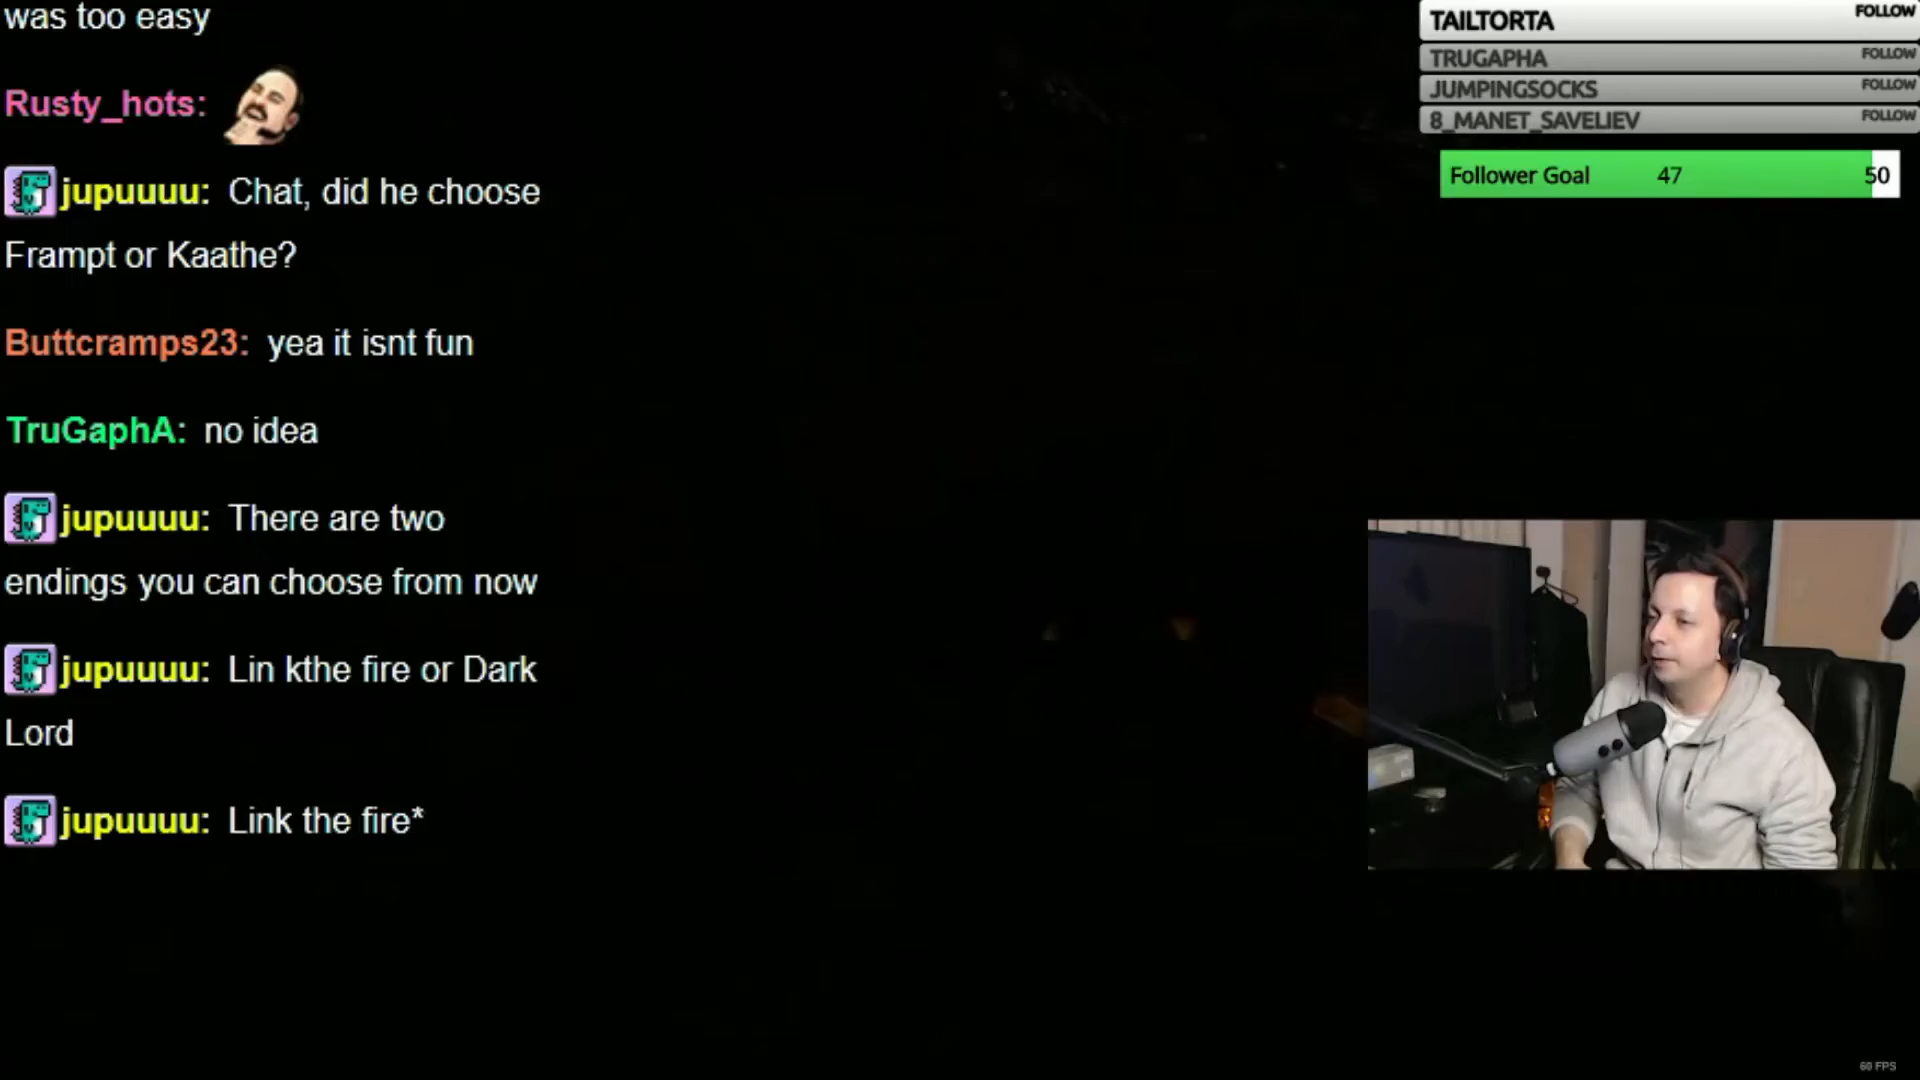 was too easy
Rusty_hots:
jupuuuu: Chat, did he choose
Frampt or Kaathe?
Buttcramps23: yea it isnt fun
TruGaphA: no idea
jupuuuu: There are two
endings you can choose from now
jupuuuu: Lin kthe fire or Dark
Lord
jupuuuu: Link the fire*
TAILTORTA FOLLOW
TRUGAPHA FOLLOW
JUMPINGSOCKS FOLLOW
8_MANET_SAVELIEV FOLLOW
Follower Goal 47 50
60 FPS